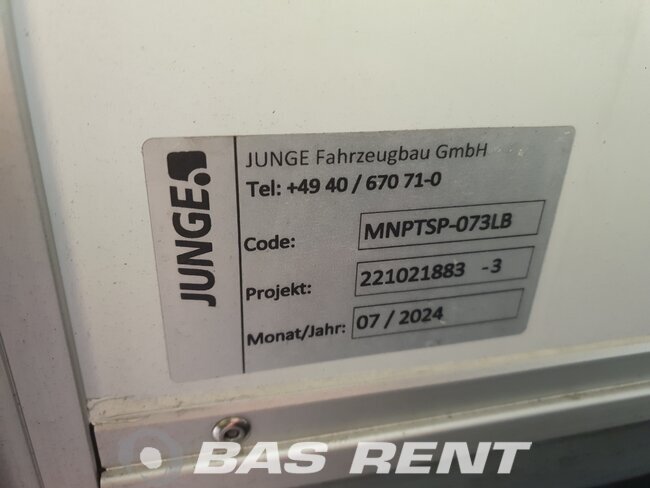 JUNGE
JUNGE Fahrzeugbau GmbH
Tel: +49 40 / 670 71-0
Code: MNPTSP-073LB
Projekt: 221021883 -3
Monat/Jahr: 07 / 2024
BAS RENT